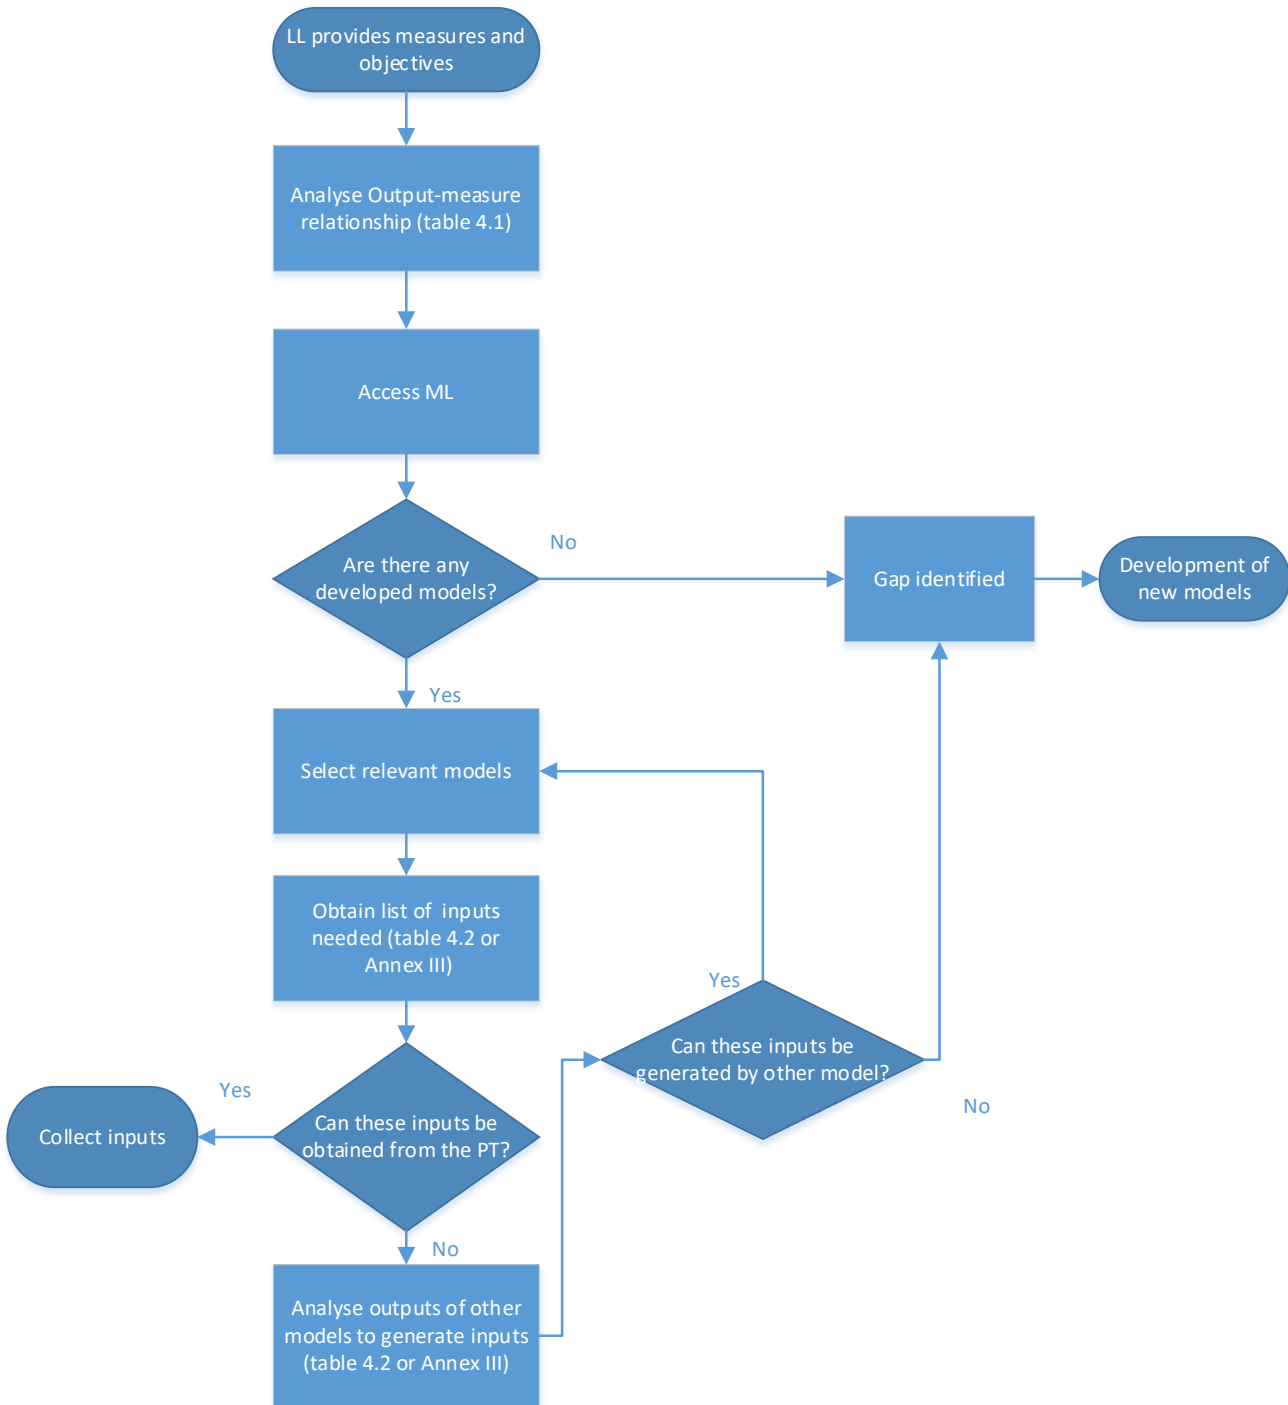 LL provides measures and
objectives
Analyse Output-measure
relationship (table 4.1)
Access ML
Are there any
developed models?
No
Gap identified
Development of
new models
Yes
Select relevant models
Obtain list of inputs
needed (table 4.2 or
Annex III)
Yes
Can these inputs be
generated by other model?
No
Yes
Can these inputs be
obtained from the PT?
Collect inputs
No
Analyse outputs of other
models to generate inputs
(table 4.2 or Annex III)